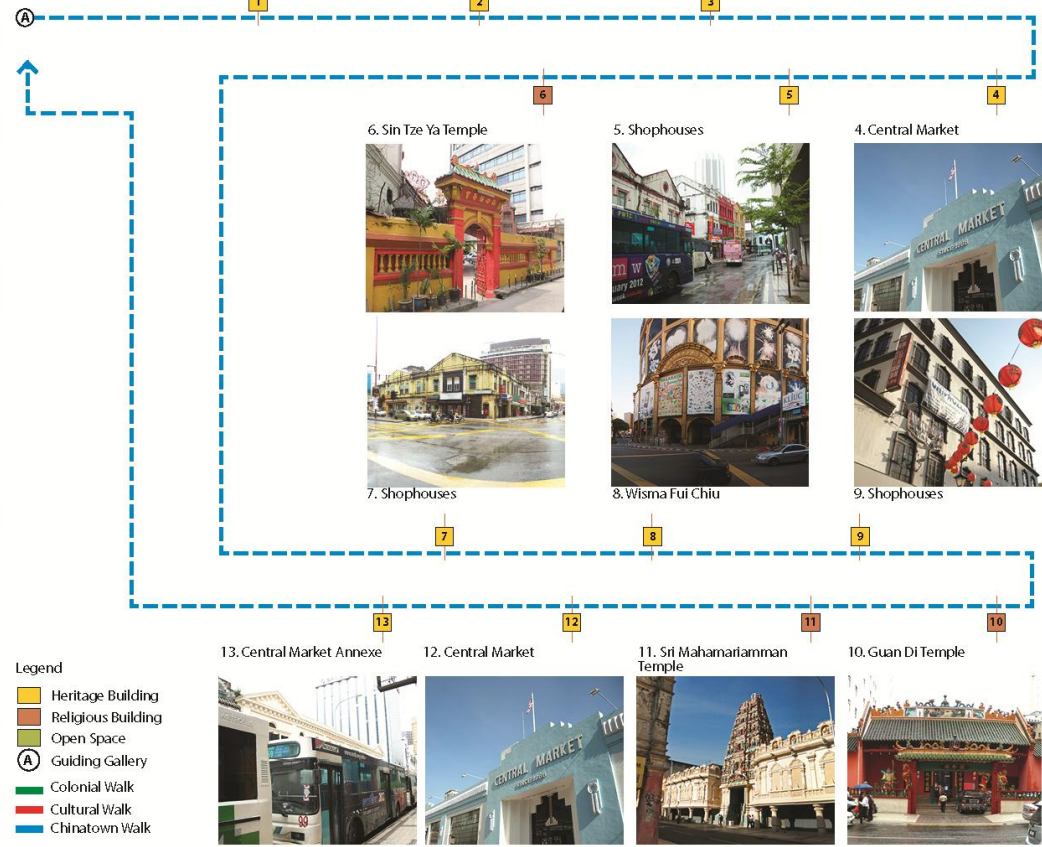 A
1
2
3
6
5
4
6. Sin Tze Ya Temple
5. Shophouses
4. Central Market
CENTRAL MARKET
m w
uary 2012
7. Shophouses
8. Wisma Fui Chiu
9. Shophouses
7
8
9
13
12
11
10
13. Central Market Annexe
12. Central Market
11. Sri Mahamariamman
Temple
10. Guan Di Temple
CENTRAL MARKET
Legend
Heritage Building
Religious Building
Open Space
A Guiding Gallery
Colonial Walk
Cultural Walk
Chinatown Walk